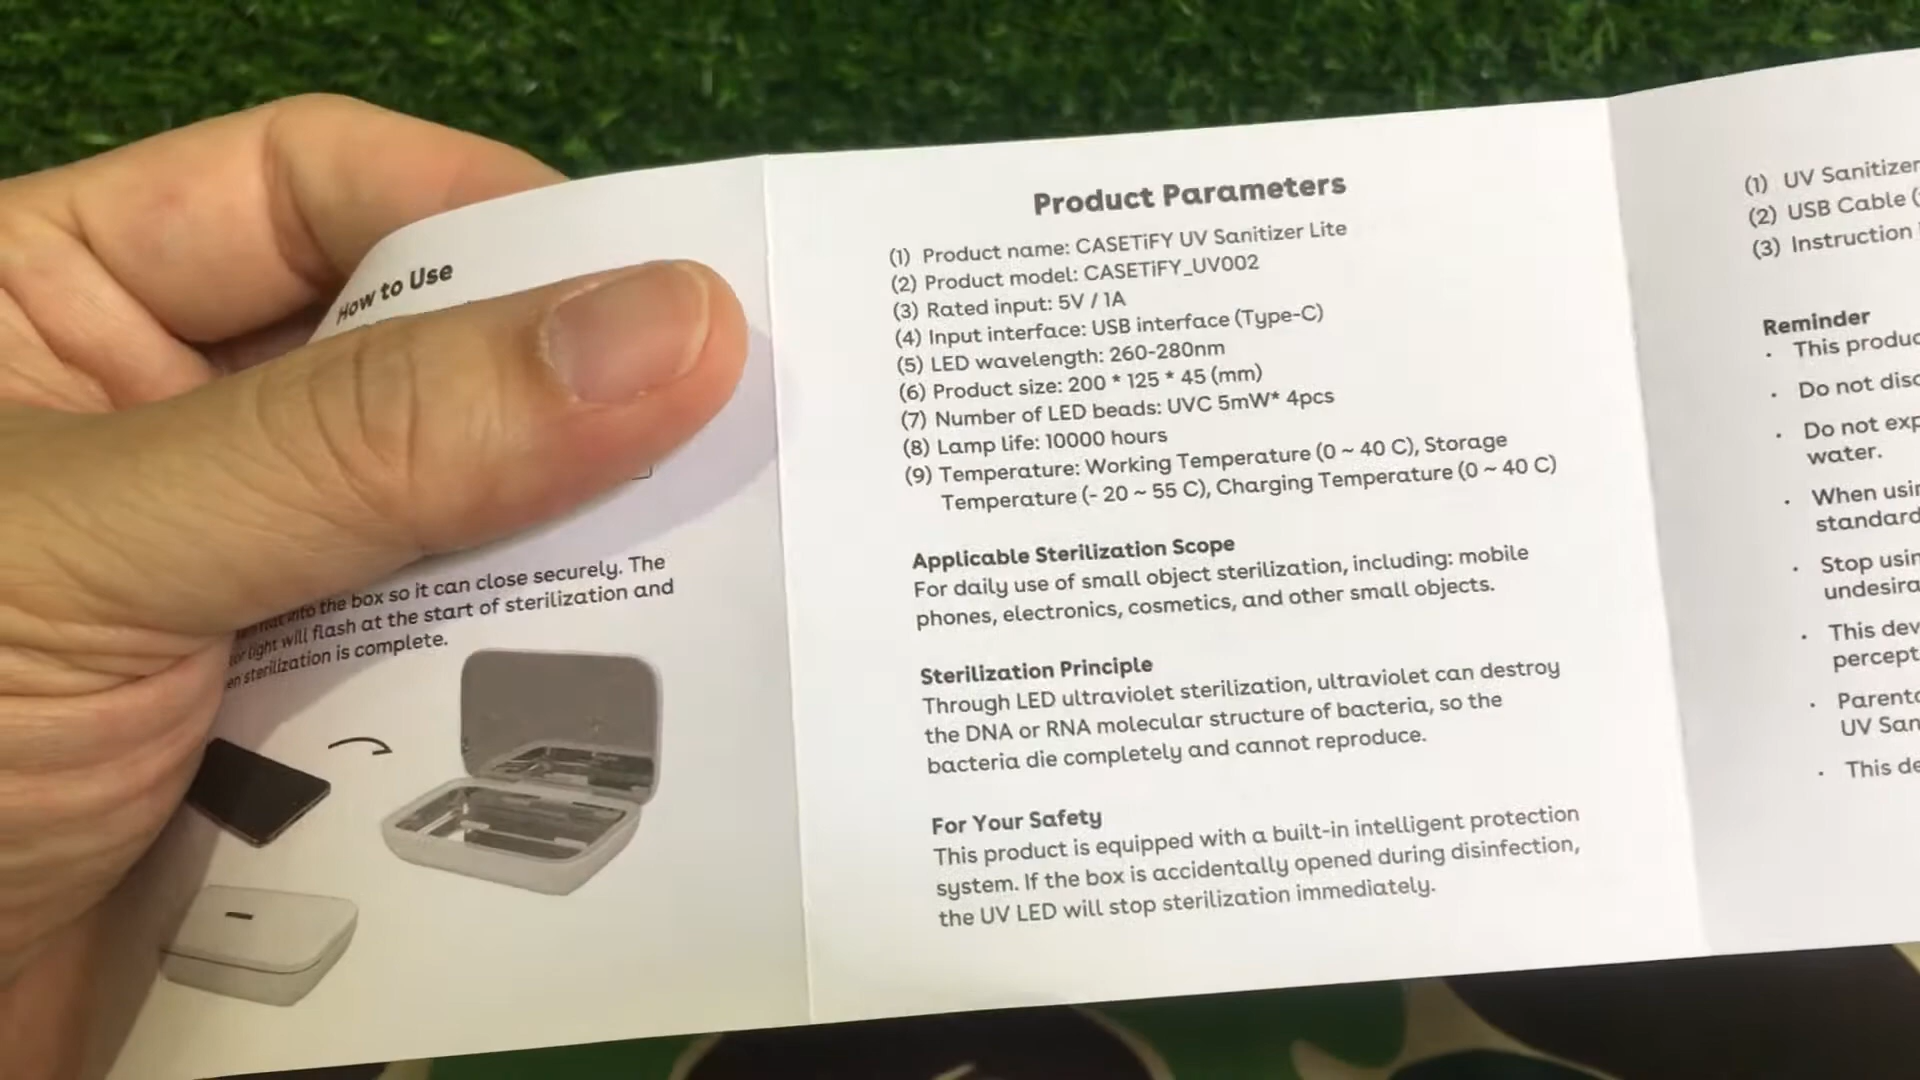 How to Use
into the box so it can close securely. The
light will flash at the start of sterilization and
sterilization is complete.
Product Parameters
(1) Product name: CASETiFY UV Sanitizer Lite
(2) Product model: CASETiFY_UV002
(3) Rated input: 5V / 1A
(4) Input interface: USB interface (Type-C)
(5) LED wavelength: 260-280nm
(6) Product size: 200 * 125 * 45 (mm)
(7) Number of LED beads: UVC 5mW* 4pcs
(8) Lamp life: 10000 hours
(9) Temperature: Working Temperature (0 ~ 40 C), Storage
Temperature (- 20 ~ 55 C), Charging Temperature (0 ~ 40 C)
Applicable Sterilization Scope
For daily use of small object sterilization, including: mobile
phones, electronics, cosmetics, and other small objects.
Sterilization Principle
Through LED ultraviolet sterilization, ultraviolet can destroy
the DNA or RNA molecular structure of bacteria, so the
bacteria die completely and cannot reproduce.
For Your Safety
This product is equipped with a built-in intelligent protection
system. If the box is accidentally opened during disinfection,
the UV LED will stop sterilization immediately.
(1) UV Sanitizer
(2) USB Cable (
(3) Instruction
Reminder
• This produc
• Do not disc
• Do not exp
water.
• When usin
standard
• Stop usin
undesira
• This dev
percept
• Parenta
UV San
• This de